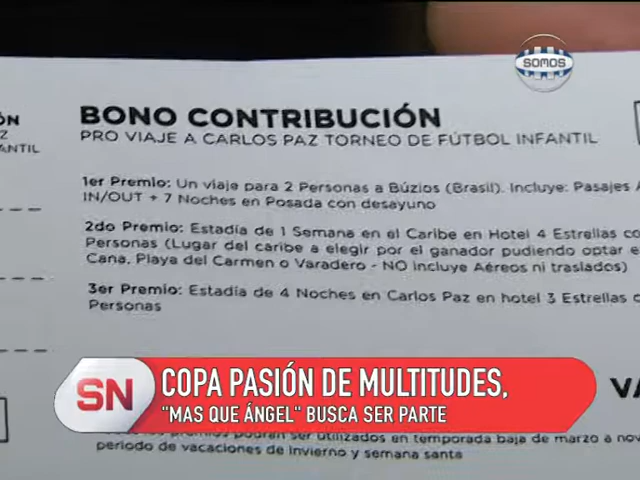 SOMOS
BONO CONTRIBUCIÓN
PRO VIAJE A CARLOS PAZ TORNEO DE FÚTBOL INFANTIL
1er Premio: Un viaje para 2 Personas a Búzios (Brasil). Incluye: Pasajes
IN/OUT + 7 Noches en Posada con desayuno
2do Premio: Estadía de 1 Semana en el Caribe en Hotel 4 Estrellas
Personas (Lugar del caribe a elegir por el ganador pudiendo optar
Cana, Playa del Carmen o Varadero - NO incluye Aéreos ni traslados)
3er Premio: Estadía de 4 Noches en Carlos Paz en hotel 3 Estrellas
Personas
SN
COPA PASIÓN DE MULTITUDES,
"MAS QUE ÁNGEL" BUSCA SER PARTE
premios podrán ser utilizados en temporada baja de marzo a
periodo de vacaciones de invierno y semana santa